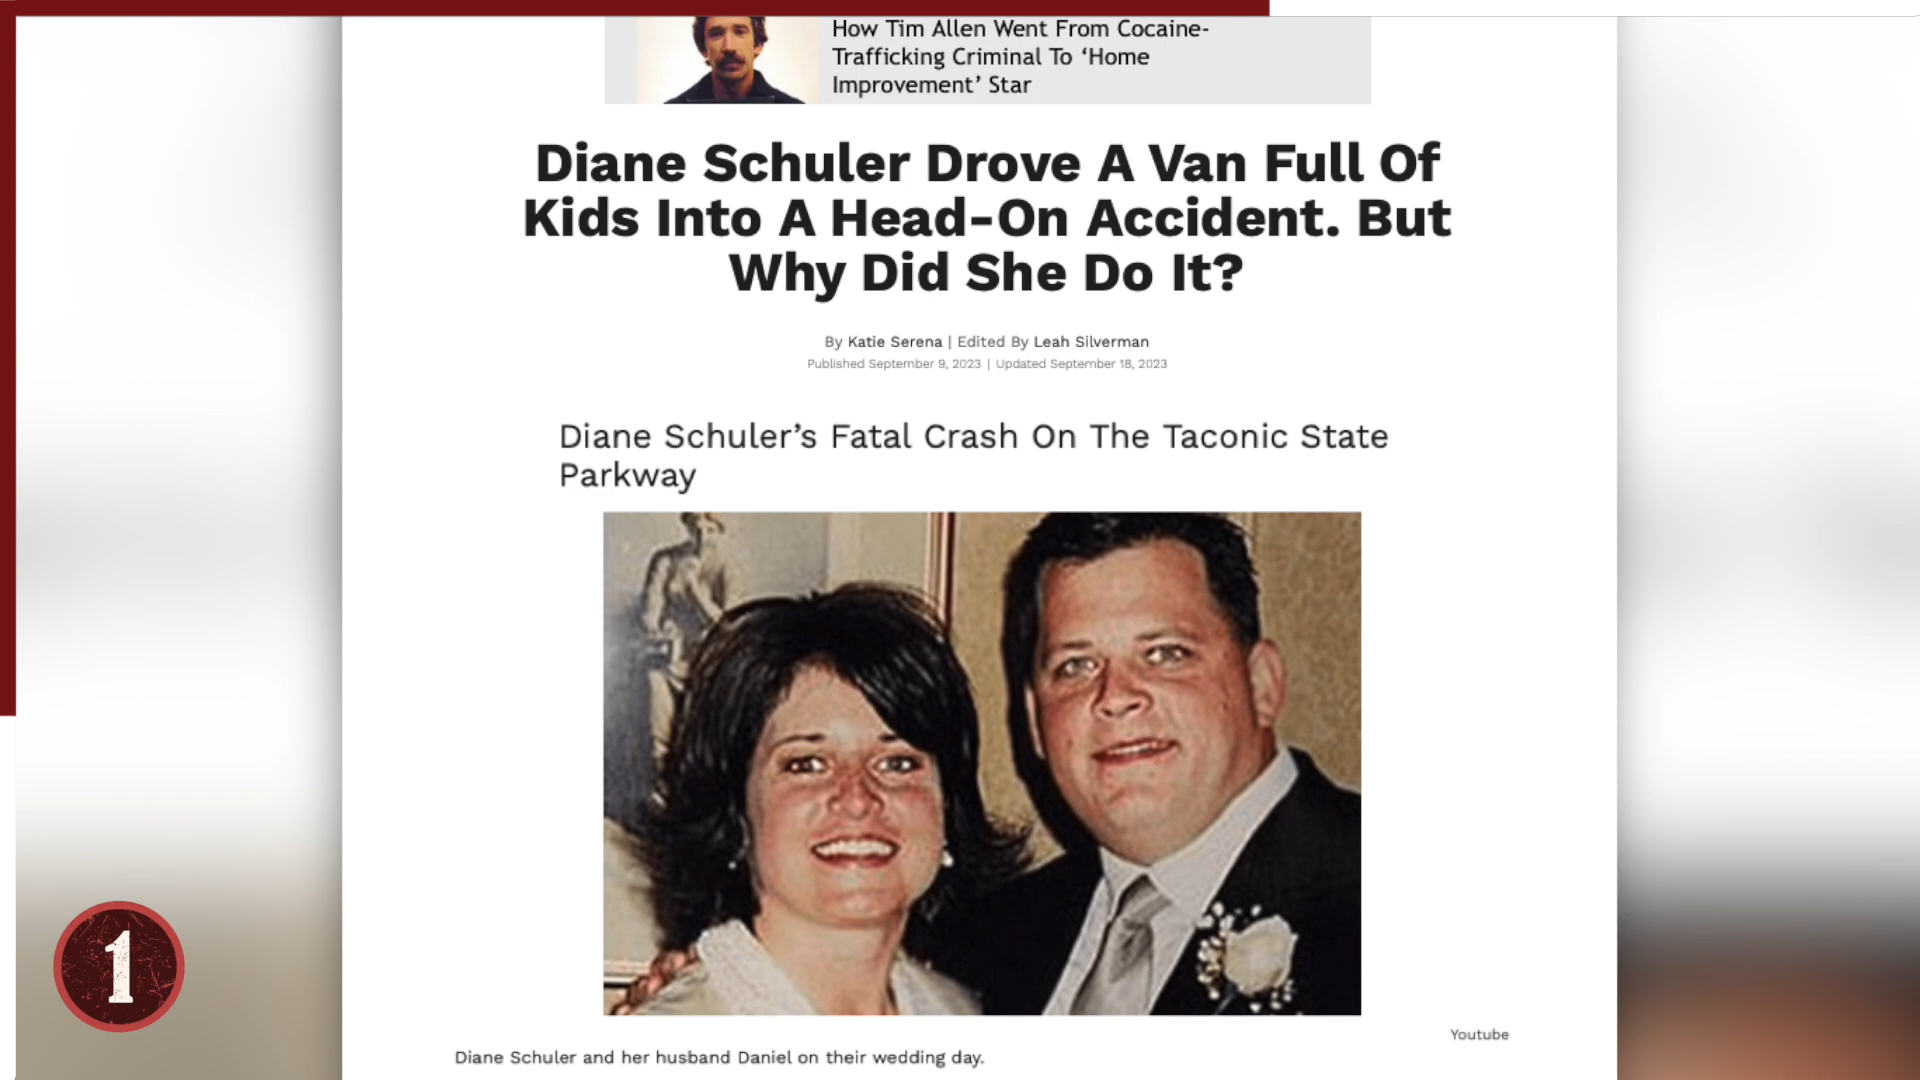 How Tim Allen Went From Cocaine-
Trafficking Criminal To ‘Home
Improvement’ Star
Diane Schuler Drove A Van Full Of
Kids Into A Head-On Accident. But
Why Did She Do It?
By Katie Serena | Edited By Leah Silverman
Published September 9, 2023 | Updated September 18, 2023
Diane Schuler’s Fatal Crash On The Taconic State
Parkway
Youtube
Diane Schuler and her husband Daniel on their wedding day.
1